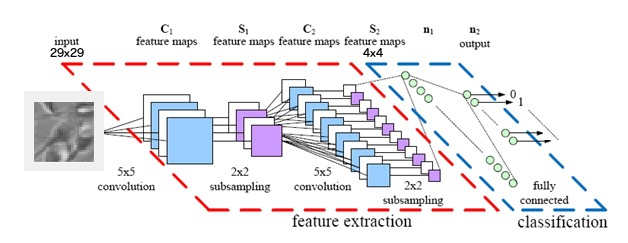 input
29x29
C1
feature maps
S1
feature maps
C2
feature maps
S2
feature maps
4x4
n1
n2
output
0
1
5x5
convolution
2x2
subsampling
5x5
convolution
2x2
subsampling
fully
connected
feature extraction
classification